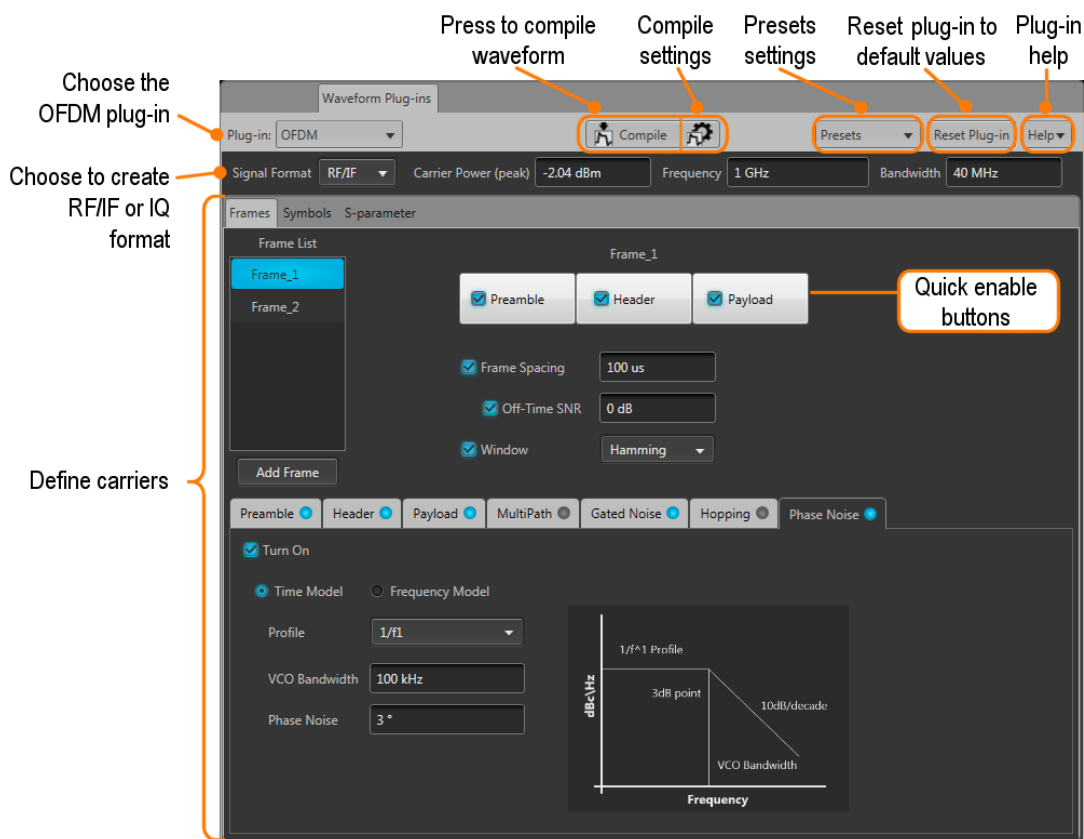 Press to compile
waveform
Compile
settings
Presets
settings
Reset plug-in to
default values
Plug-in
help
Choose the
OFDM plug-in
Waveform Plug-ins
Plug-in: OFDM
Compile
Presets
Reset Plug-in
Help
Choose to create
RF/IF or IQ
format
Signal Format RF/IF Carrier Power (peak) -2.04 dBm Frequency 1 GHz Bandwidth 40 MHz
Frames Symbols S-parameter
Frame List
Frame_1
Frame_2
Add Frame
Frame_1
Preamble Header Payload
Quick enable
buttons
Frame Spacing 100 us
Off-Time SNR 0 dB
Window Hamming
Define carriers
Preamble Header Payload MultiPath Gated Noise Hopping Phase Noise
Turn On
Time Model Frequency Model
Profile 1/f1
VCO Bandwidth 100 kHz
Phase Noise 3 °
1/f^1 Profile
dBc\Hz
3dB point
10dB/decade
VCO Bandwidth
Frequency